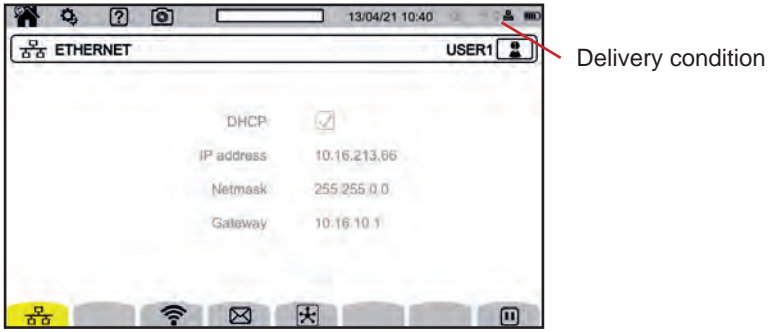 13/04/21 10:40
ETHERNET USER1
Delivery condition
DHCP
IP address 10.16.213.66
Netmask 255.255.0.0
Gateway 10.16.10.1